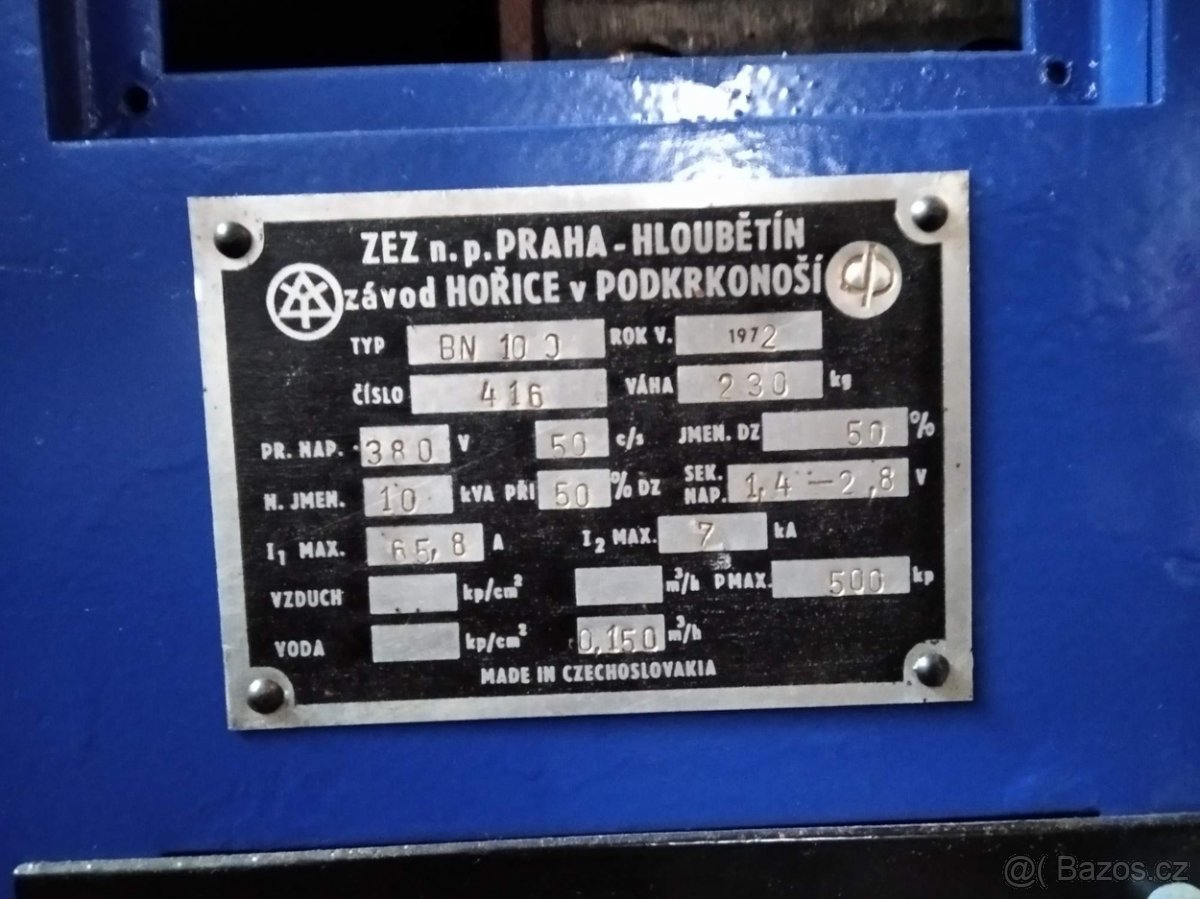 ZEZ n.p. PRAHA - HLOUBĚTÍN
závod HOŘICE v PODKRKONOŠÍ
TYP BN 100 ROK V. 1972
ČÍSLO 416 VÁHA 230 kg
PR. NAP. 380 V 50 c/s JMEN. DZ 50 %
N. JMEN. 10 kVA PŘI 50 % DZ SEK. NAP. 1,4 — 2,8 V
I1 MAX. 65,8 A I2 MAX. 7 kA
VZDUCH kp/cm² m³/h P MAX. 500 kp
VODA kp/cm² 0,150 m³/h
MADE IN CZECHOSLOVAKIA
@( Bazos.cz